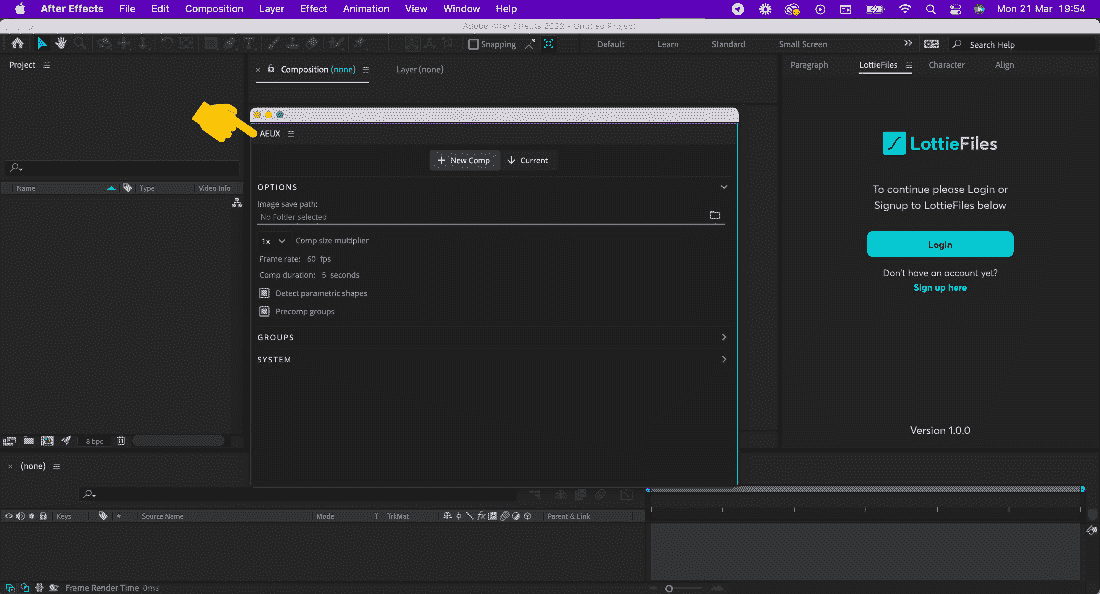 After Effects File Edit Composition Layer Effect Animation View Window Help Mon 21 Mar 19:54
Adobe After Effects 2022 - Untitled Project
Snapping Default Learn Standard Small Screen Search Help
Project
Composition (none) Layer (none)
Paragraph LottieFiles Character Align
AEUX
New Comp Current
OPTIONS
Image save path:
No Folder selected
1x Comp size multiplier
Frame rate: 60 fps
Comp duration: 5 seconds
Detect parametric shapes
Precomp groups
GROUPS
SYSTEM
Name Type Video Info
8 bpc
LottieFiles
To continue please Login or
Signup to LottieFiles below
Login
Don't have an account yet?
Sign up here
Version 1.0.0
(none)
Keys # Source Name Mode T TrkMat fx Parent & Link
Frame Render Time 0ms